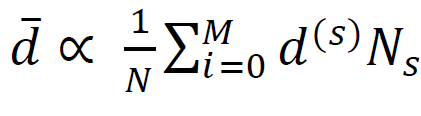 d̄ ∝ 1/N ∑_{i=0}^{M} d^{(s)} N_s